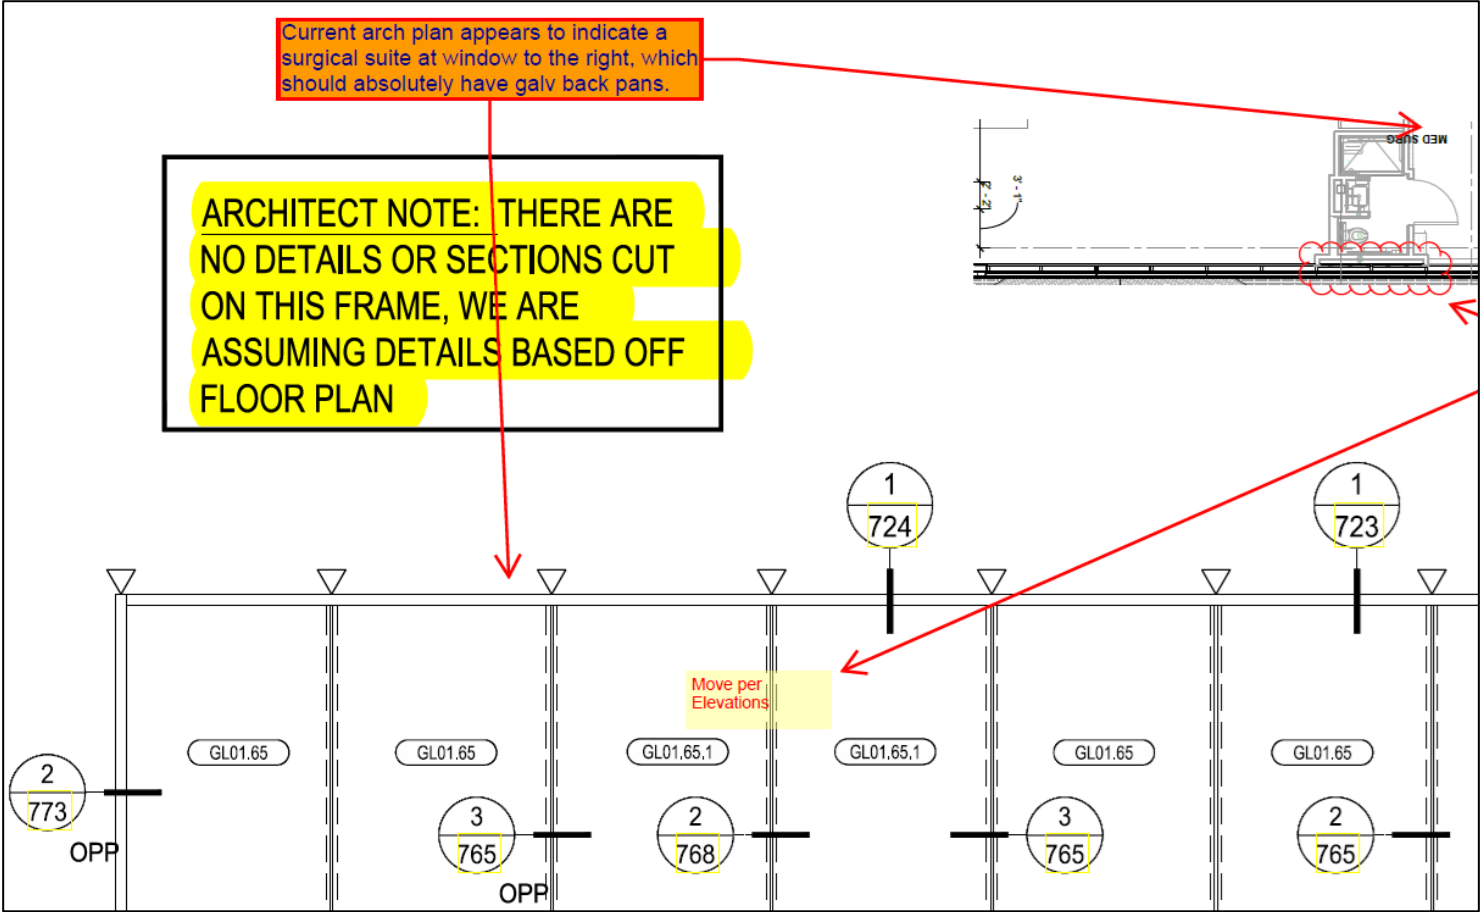 Current arch plan appears to indicate a
surgical suite at window to the right, which
should absolutely have galv back pans.
MED SURG
3' - 1"
ARCHITECT NOTE: THERE ARE
NO DETAILS OR SECTIONS CUT
ON THIS FRAME, WE ARE
ASSUMING DETAILS BASED OFF
FLOOR PLAN
1
724
1
723
Move per
Elevations
GL01.65
GL01.65
GL01,65,1
GL01,65,1
GL01.65
GL01.65
2
773
OPP
3
765
OPP
2
768
3
765
2
765